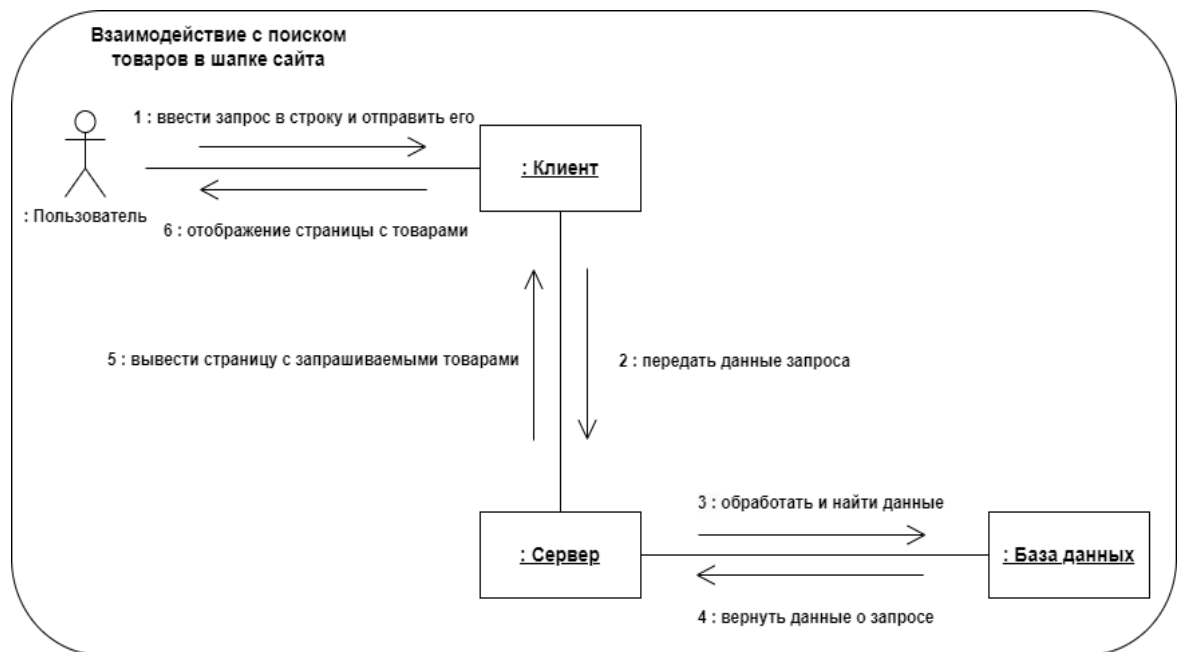 Взаимодействие с поиском
товаров в шапке сайта
1 : ввести запрос в строку и отправить его
: Клиент
: Пользователь
6 : отображение страницы с товарами
5 : вывести страницу с запрашиваемыми товарами
2 : передать данные запроса
3 : обработать и найти данные
: Сервер
: База данных
4 : вернуть данные о запросе